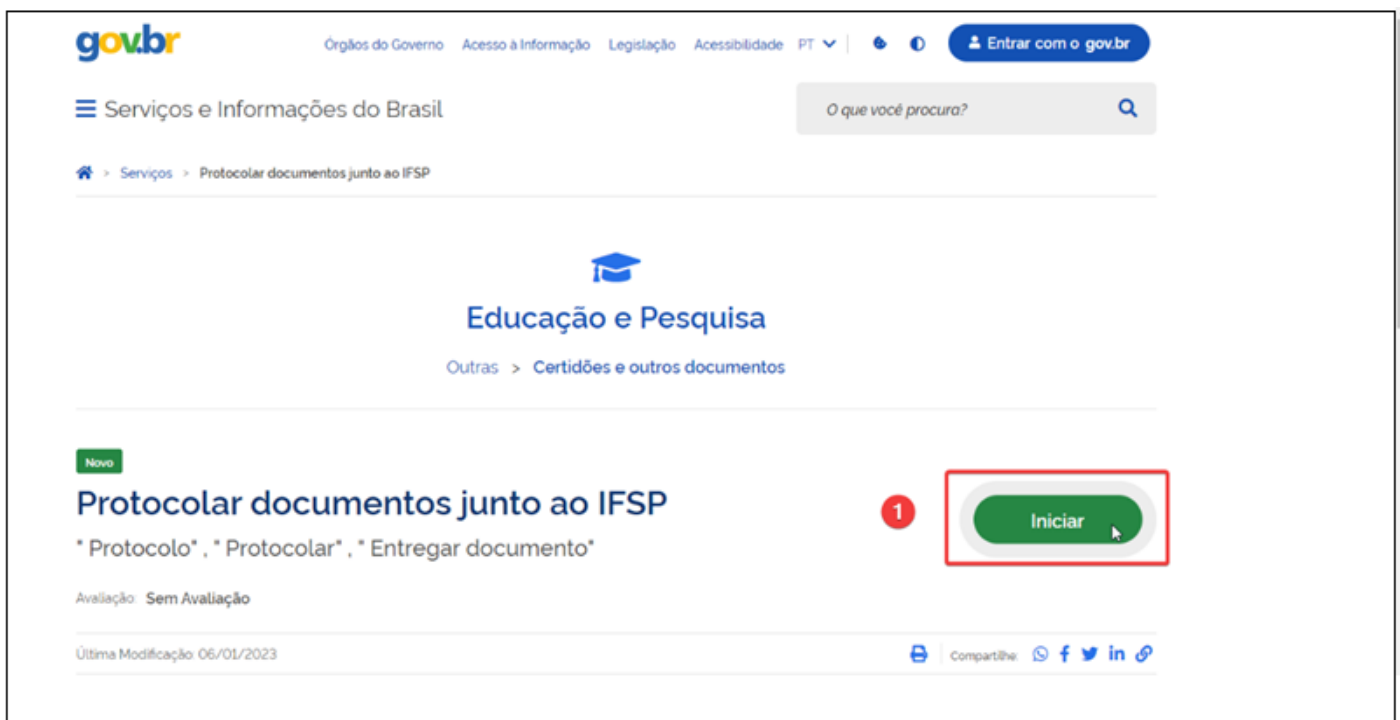 gov.br
Órgãos do Governo Acesso à Informação Legislação Acessibilidade PT Entrar com o gov.br
Serviços e Informações do Brasil O que você procura?
> Serviços > Protocolar documentos junto ao IFSP
Educação e Pesquisa
Outras > Certidões e outros documentos
Novo
Protocolar documentos junto ao IFSP
1
Iniciar
" Protocolo" , " Protocolar" , " Entregar documento"
Avaliação: Sem Avaliação
Última Modificação: 06/01/2023 Compartilhe: